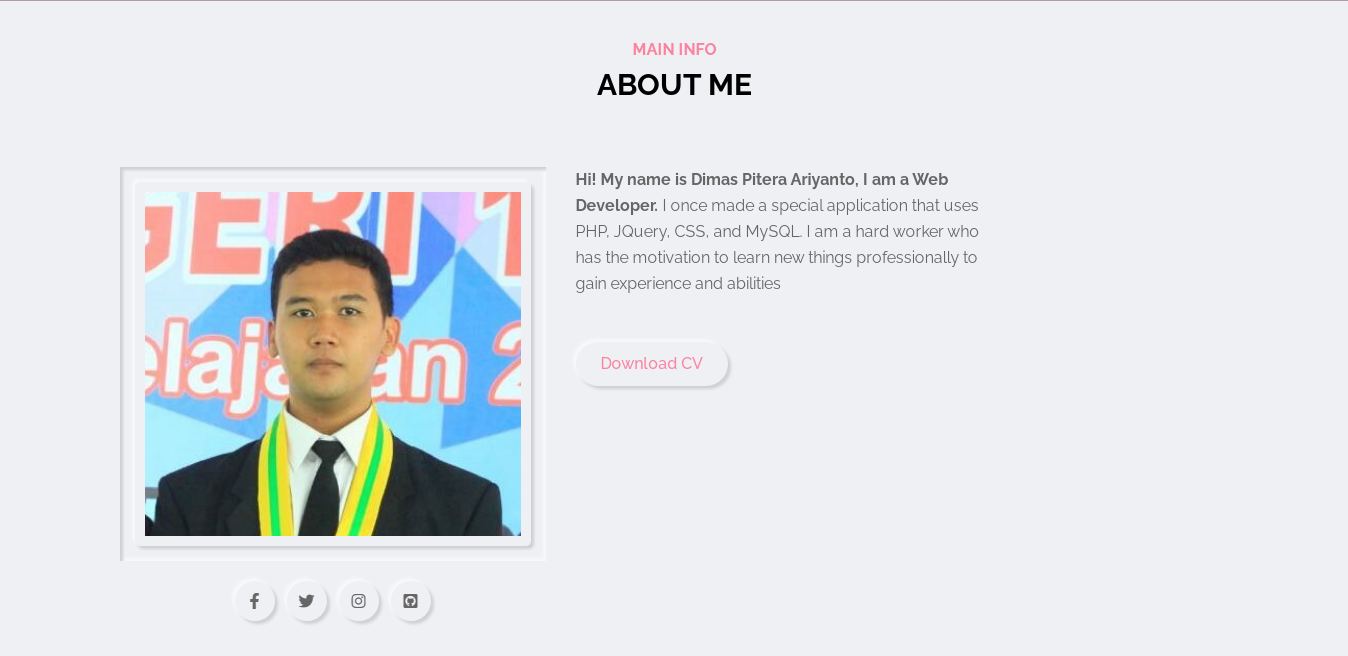 MAIN INFO
ABOUT ME
GERI 1
elaja an 2
Hi! My name is Dimas Pitera Ariyanto, I am a Web
Developer. I once made a special application that uses
PHP, JQuery, CSS, and MySQL. I am a hard worker who
has the motivation to learn new things professionally to
gain experience and abilities
Download CV